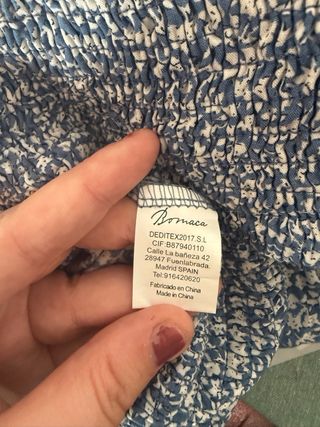 Bomaca
DEDITEX2017.S.L
CIF:B87940110
Calle La bañeza 42
28947 Fuenlabrada.
Madrid SPAIN
Tel:916420620
Fabricado en China
Made in China